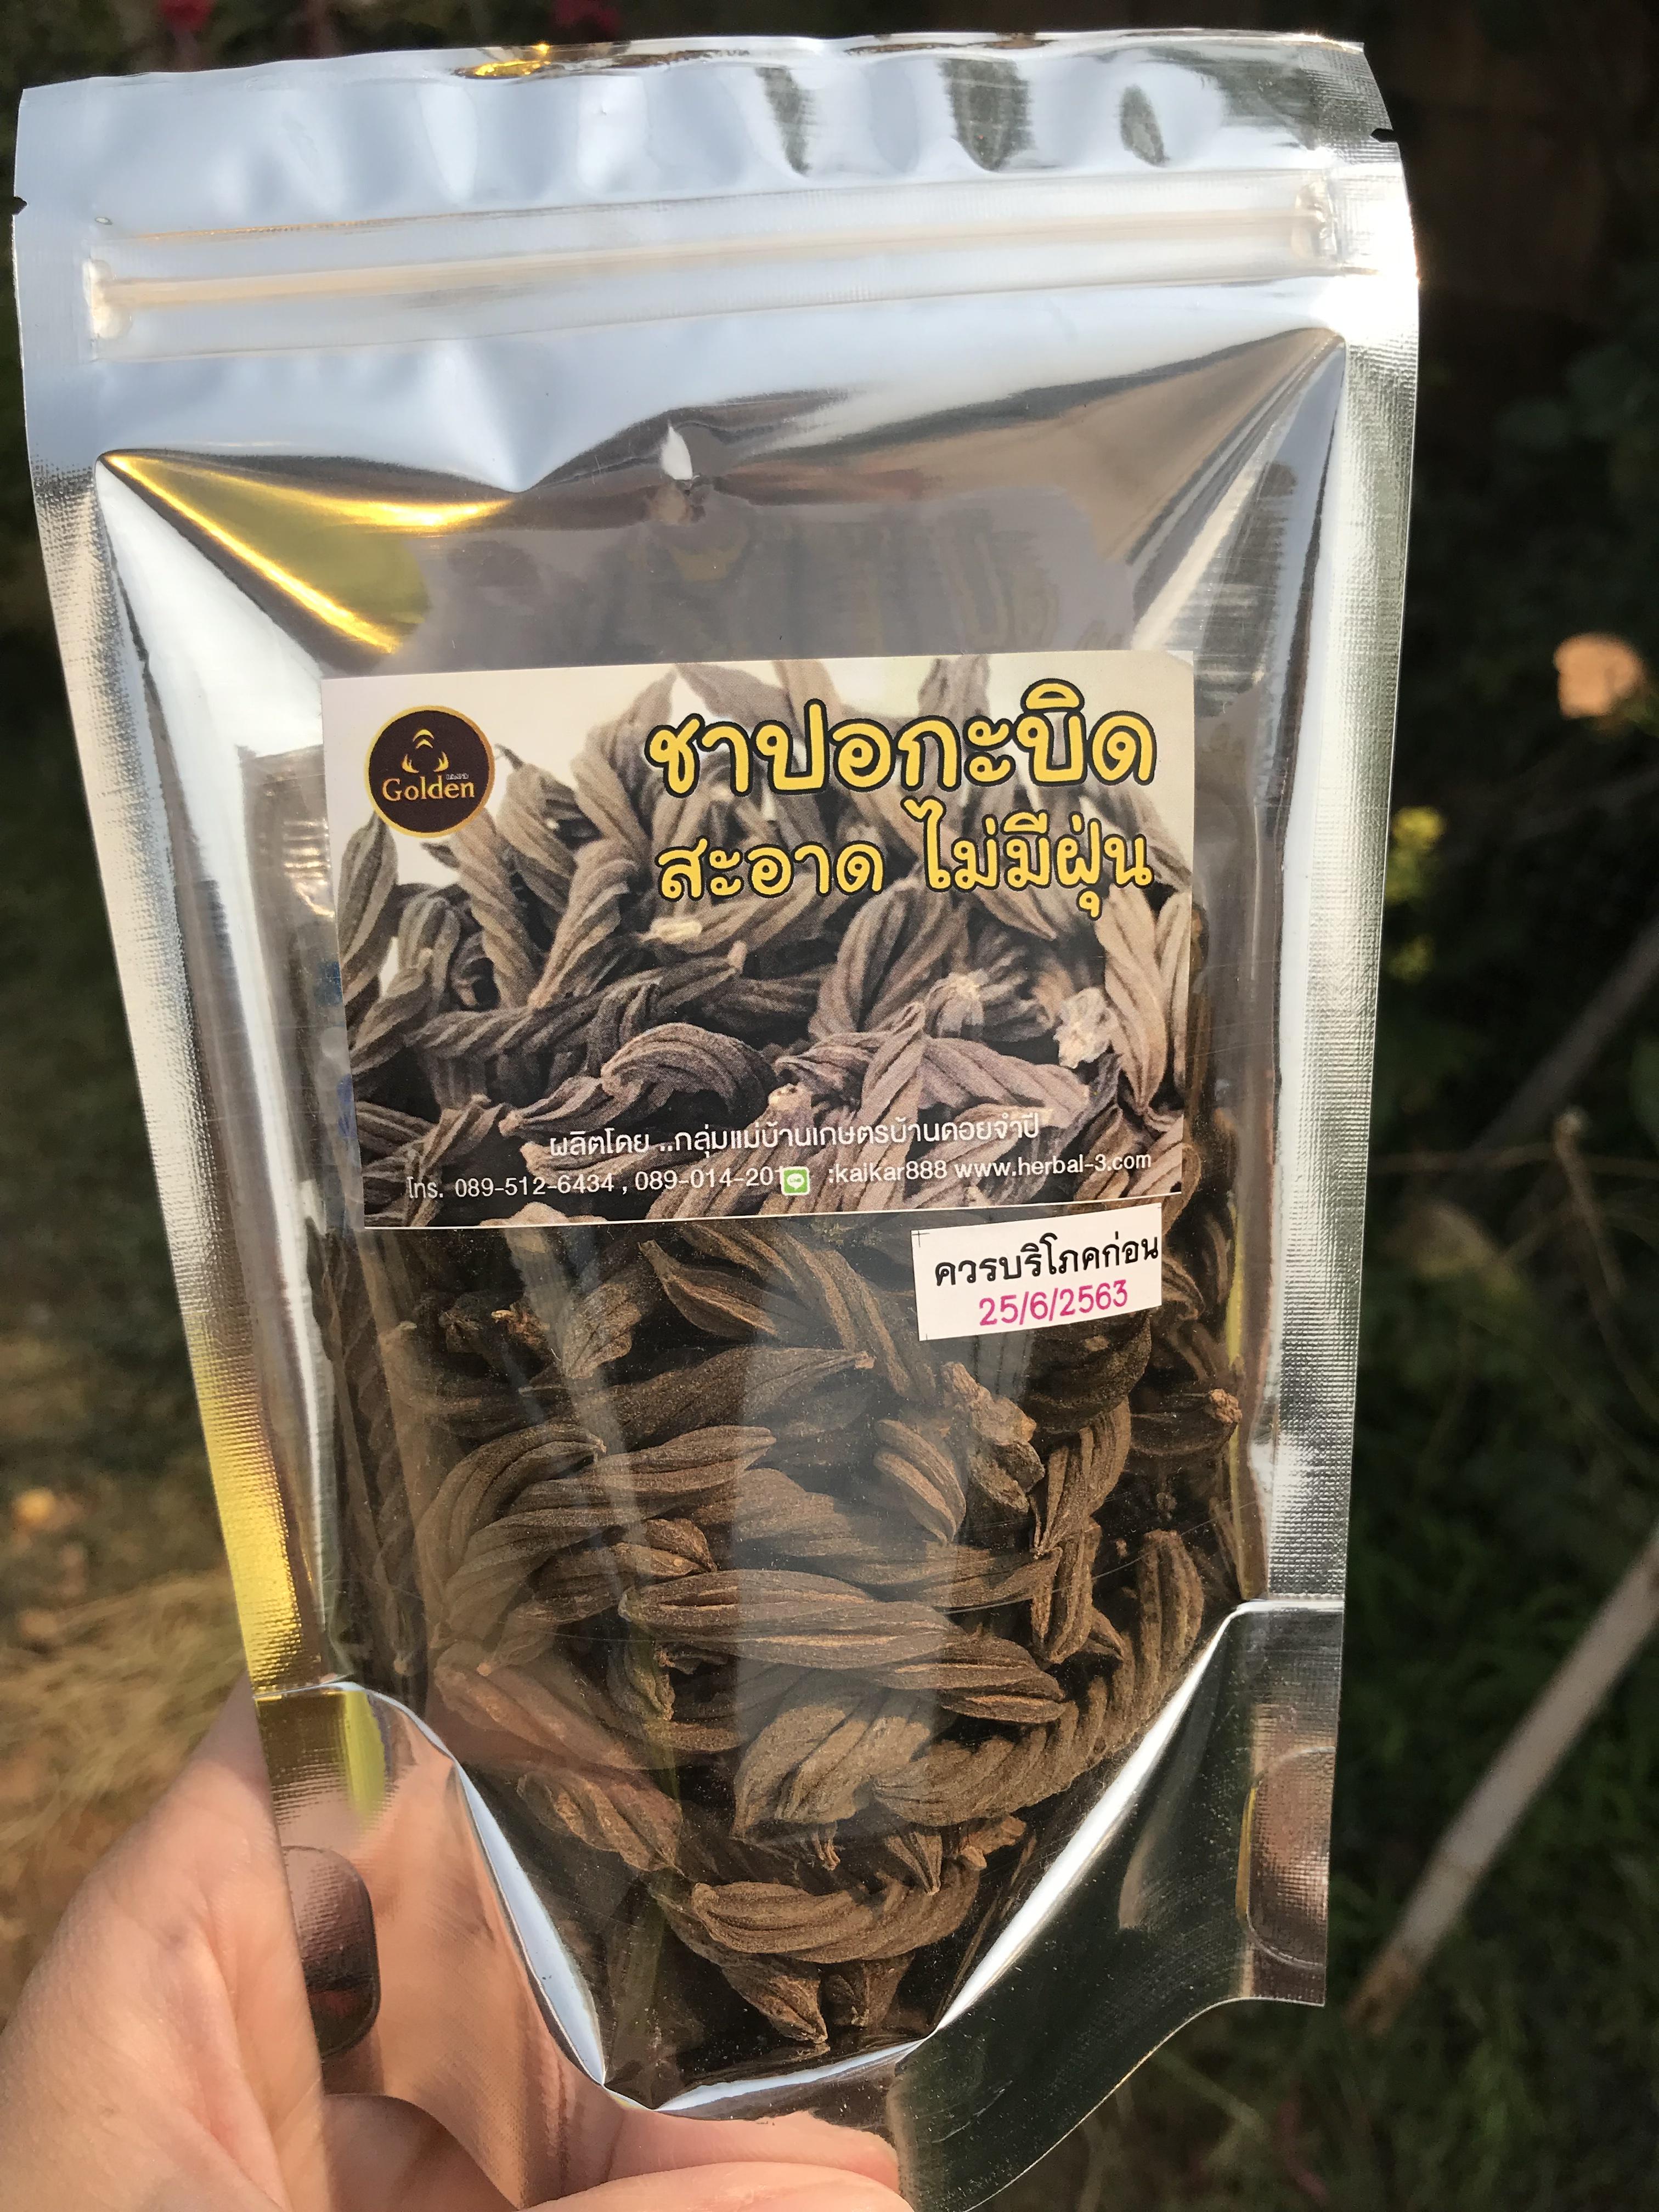 Golden
ชาปอกะบิด
สะอาด ไม่มีฝุ่น
ผลิตโดย ..กลุ่มแม่บ้านเกษตรบ้านดอยจำปี
โทร. 089-512-6434 , 089-014-201 :kaikar888 www.herbal-3.com
ควรบริโภคก่อน
25/6/2563